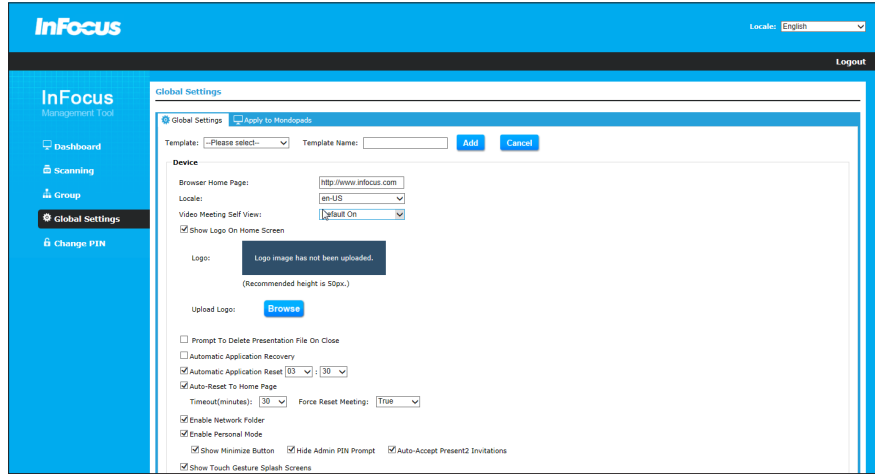 InFocus
Locale: English
Logout
InFocus
Management Tool
Dashboard
Scanning
Group
Global Settings
Change PIN
Global Settings
Global Settings Apply to Mondopads
Template: --Please select-- Template Name: Add Cancel
Device
Browser Home Page: http://www.infocus.com
Locale: en-US
Video Meeting Self View: Default On
Show Logo On Home Screen
Logo: Logo image has not been uploaded.
(Recommended height is 50px.)
Upload Logo: Browse
Prompt To Delete Presentation File On Close
Automatic Application Recovery
Automatic Application Reset 03 : 30
Auto-Reset To Home Page
Timeout(minutes): 30 Force Reset Meeting: True
Enable Network Folder
Enable Personal Mode
Show Minimize Button Hide Admin PIN Prompt Auto-Accept Present2 Invitations
Show Touch Gesture Splash Screens